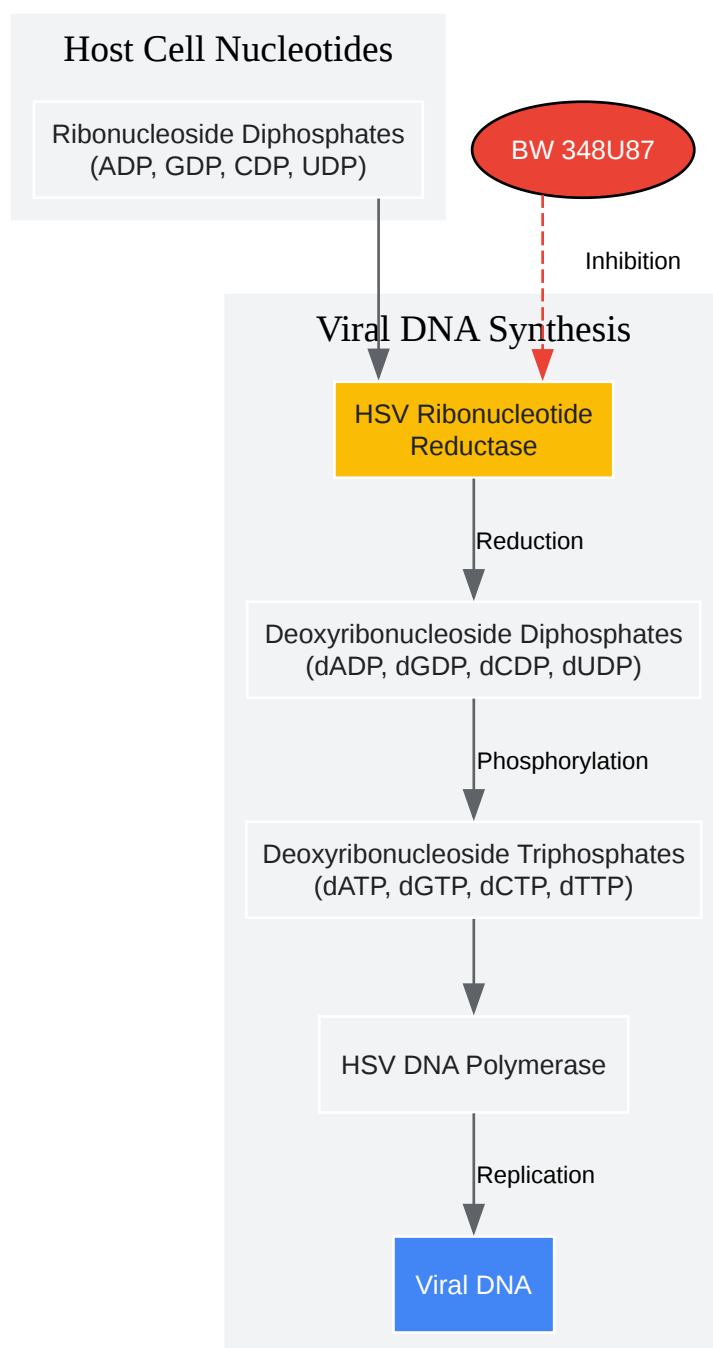 Host Cell Nucleotides
Ribonucleoside Diphosphates
(ADP, GDP, CDP, UDP)
BW 348U87
Inhibition
Viral DNA Synthesis
HSV Ribonucleotide
Reductase
Reduction
Deoxyribonucleoside Diphosphates
(dADP, dGDP, dCDP, dUDP)
Phosphorylation
Deoxyribonucleoside Triphosphates
(dATP, dGTP, dCTP, dTTP)
HSV DNA Polymerase
Replication
Viral DNA